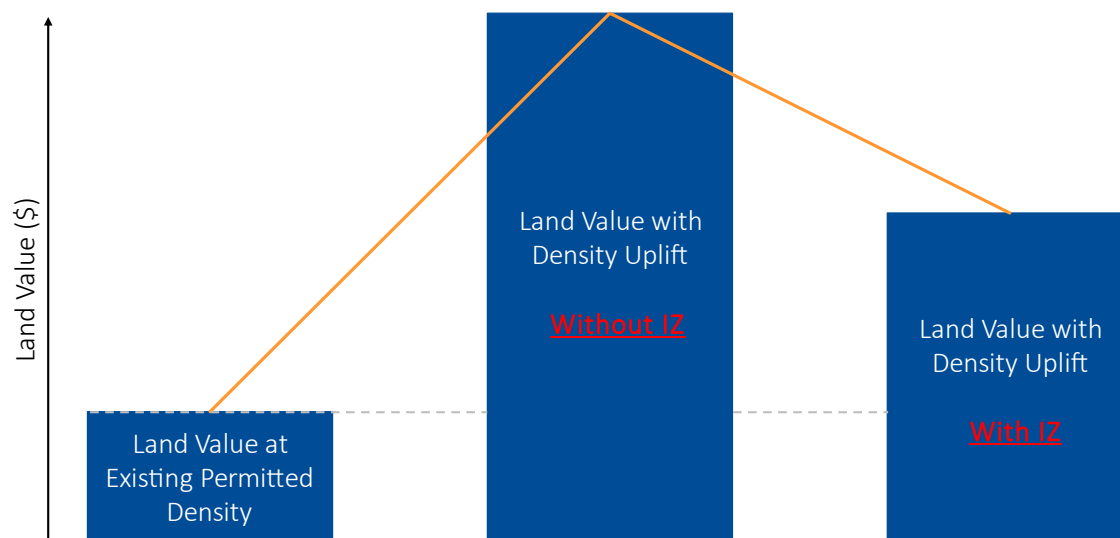 Land Value ($)
Land Value at
Existing Permitted
Density
Land Value with
Density Uplift
Without IZ
Land Value with
Density Uplift
With IZ